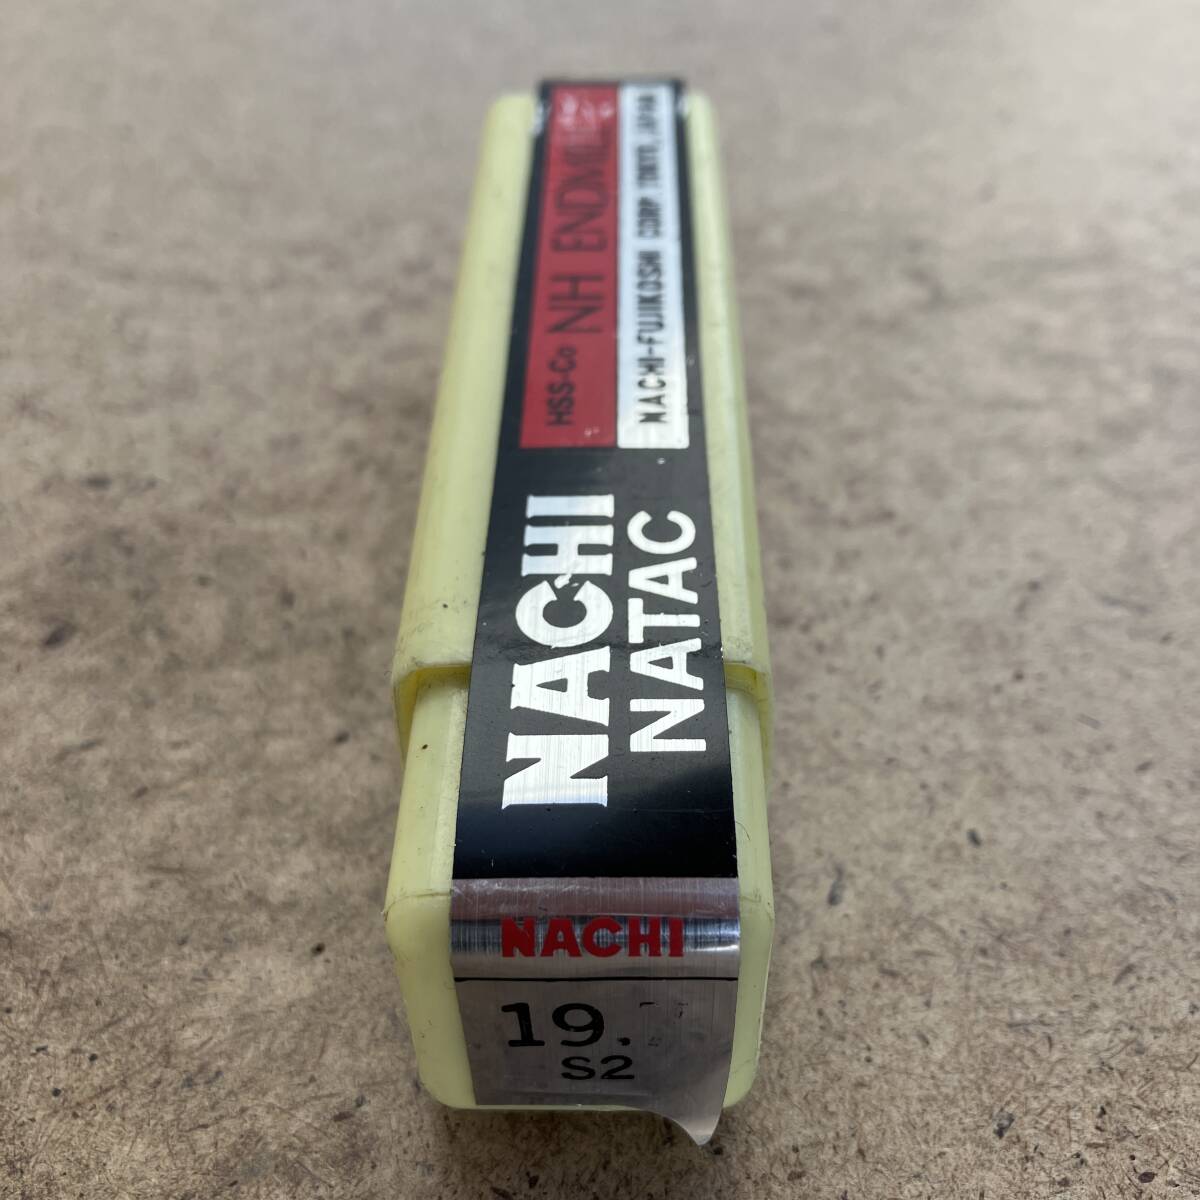 NACHI
NATAC
HSS-Co NH ENDMILL
NACHI-FUJIKOSHI CORP. TOKYO, JAPAN
NACHI
19.
S2